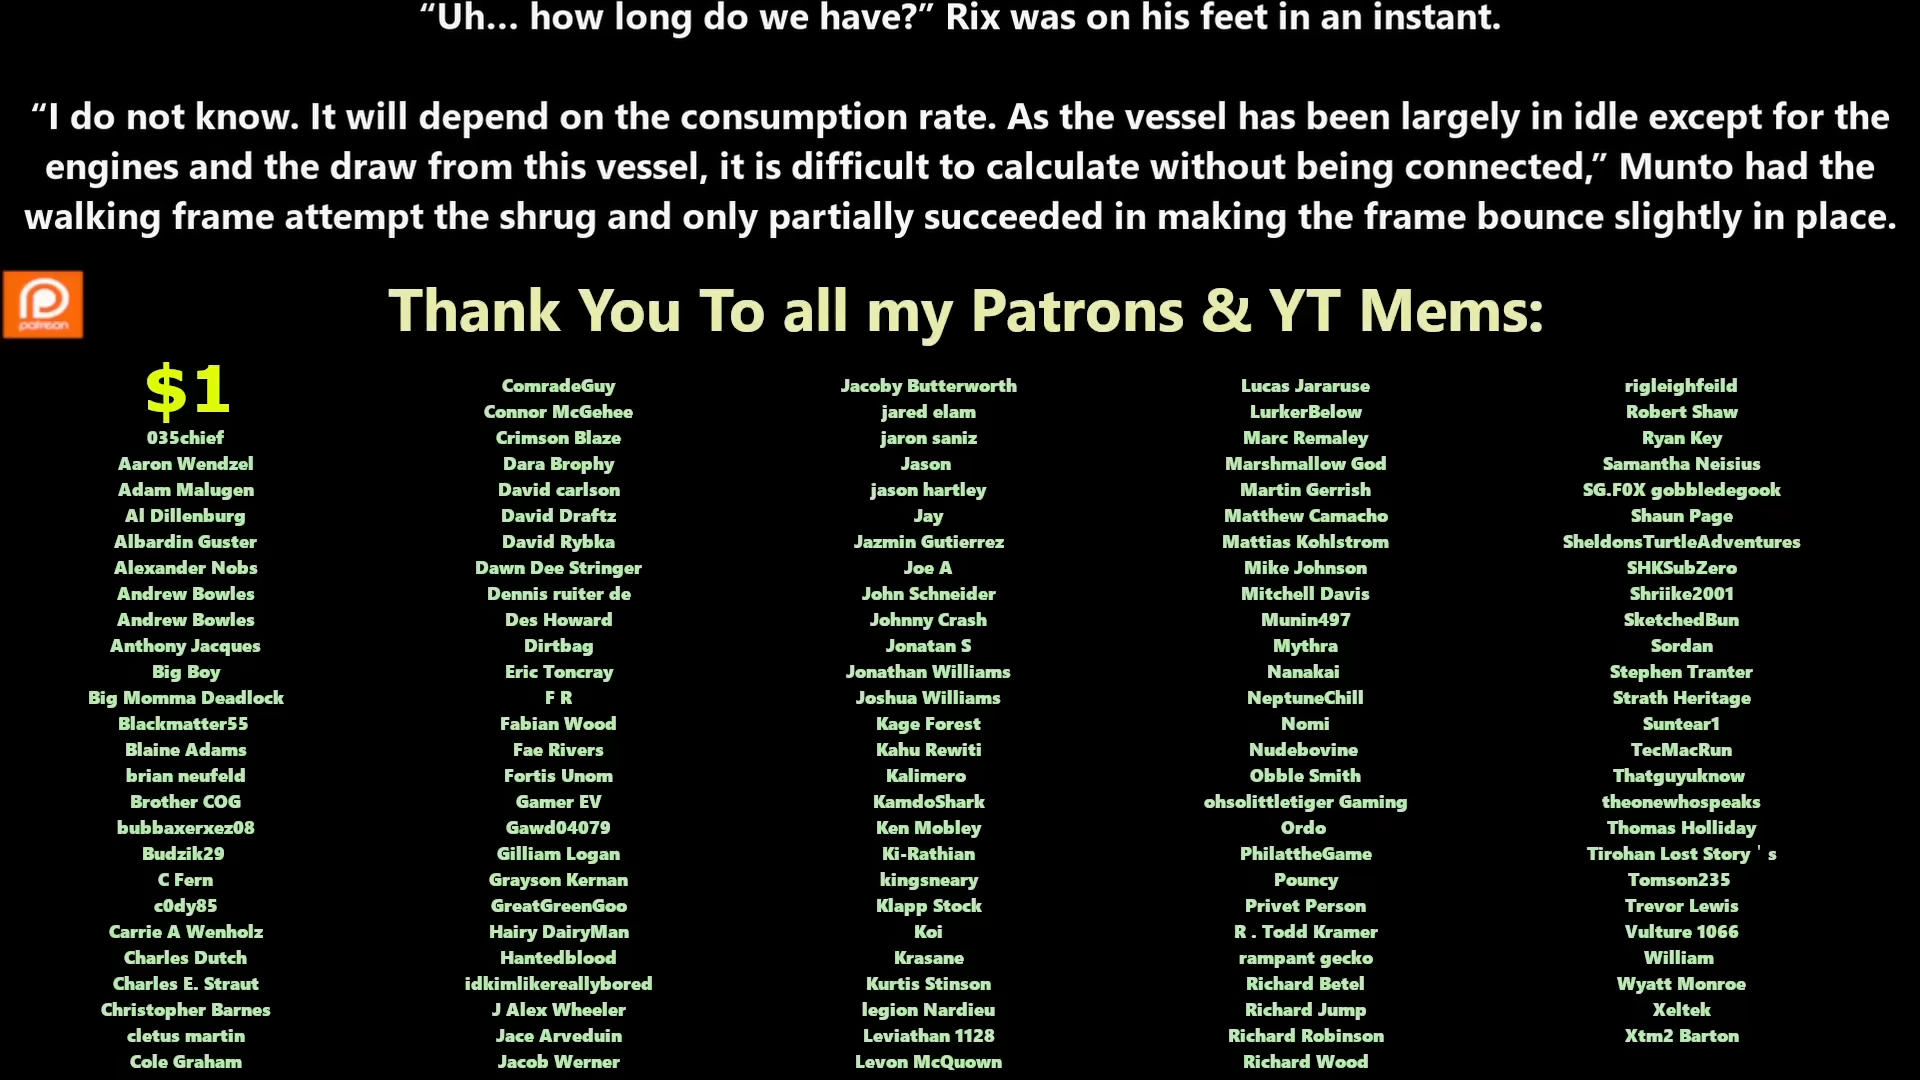 “Uh... how long do we have?” Rix was on his feet in an instant.
“I do not know. It will depend on the consumption rate. As the vessel has been largely in idle except for the
engines and the draw from this vessel, it is difficult to calculate without being connected,” Munto had the
walking frame attempt the shrug and only partially succeeded in making the frame bounce slightly in place.
patreon
Thank You To all my Patrons & YT Mems:
$1
035chief
Aaron Wendzel
Adam Malugen
Al Dillenburg
Albardin Guster
Alexander Nobs
Andrew Bowles
Andrew Bowles
Anthony Jacques
Big Boy
Big Momma Deadlock
Blackmatter55
Blaine Adams
brian neufeld
Brother COG
bubbaxerxez08
Budzik29
C Fern
c0dy85
Carrie A Wenholz
Charles Dutch
Charles E. Straut
Christopher Barnes
cletus martin
Cole Graham
ComradeGuy
Connor McGehee
Crimson Blaze
Dara Brophy
David carlson
David Draftz
David Rybka
Dawn Dee Stringer
Dennis ruiter de
Des Howard
Dirtbag
Eric Toncray
F R
Fabian Wood
Fae Rivers
Fortis Unom
Gamer EV
Gawd04079
Gilliam Logan
Grayson Kernan
GreatGreenGoo
Hairy DairyMan
Hantedblood
idkimlikereallybored
J Alex Wheeler
Jace Arveduin
Jacob Werner
Jacoby Butterworth
jared elam
jaron saniz
Jason
jason hartley
Jay
Jazmin Gutierrez
Joe A
John Schneider
Johnny Crash
Jonatan S
Jonathan Williams
Joshua Williams
Kage Forest
Kahu Rewiti
Kalimero
KamdoShark
Ken Mobley
Ki-Rathian
kingsneary
Klapp Stock
Koi
Krasane
Kurtis Stinson
legion Nardieu
Leviathan 1128
Levon McQuown
Lucas Jararuse
LurkerBelow
Marc Remaley
Marshmallow God
Martin Gerrish
Matthew Camacho
Mattias Kohlstrom
Mike Johnson
Mitchell Davis
Munin497
Mythra
Nanakai
NeptuneChill
Nomi
Nudebovine
Obble Smith
ohsolittletiger Gaming
Ordo
PhilattheGame
Pouncy
Privet Person
R . Todd Kramer
rampant gecko
Richard Betel
Richard Jump
Richard Robinson
Richard Wood
rigleighfeild
Robert Shaw
Ryan Key
Samantha Neisius
SG.F0X gobbledegook
Shaun Page
SheldonsTurtleAdventures
SHKSubZero
Shriike2001
SketchedBun
Sordan
Stephen Tranter
Strath Heritage
Suntear1
TecMacRun
Thatguyuknow
theonewhospeaks
Thomas Holliday
Tirohan Lost Story ' s
Tomson235
Trevor Lewis
Vulture 1066
William
Wyatt Monroe
Xeltek
Xtm2 Barton